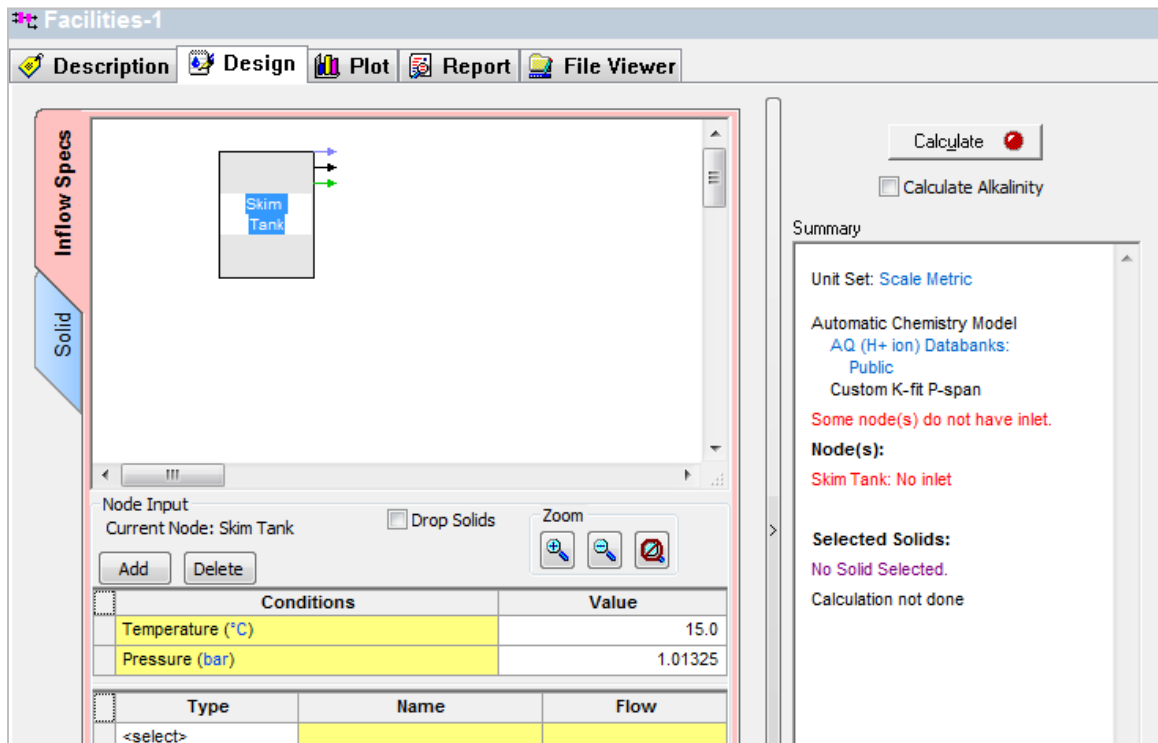 Facilities-1
Description Design Plot Report File Viewer
Inflow Specs
Solid
Skim
Tank
Node Input
Current Node: Skim Tank
Drop Solids
Zoom
Add Delete
Conditions Value
Temperature (°C) 15.0
Pressure (bar) 1.01325
Type Name Flow
<select>
Calculate
Calculate Alkalinity
Summary
Unit Set: Scale Metric
Automatic Chemistry Model
AQ (H+ ion) Databanks:
Public
Custom K-fit P-span
Some node(s) do not have inlet.
Node(s):
Skim Tank: No inlet
Selected Solids:
No Solid Selected.
Calculation not done